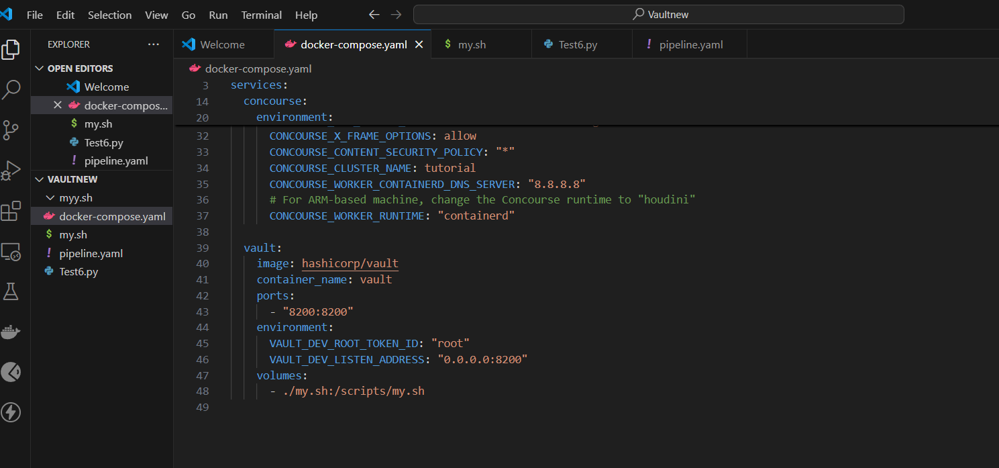 File Edit Selection View Go Run Terminal Help Vaultnew
EXPLORER
OPEN EDITORS
Welcome
docker-compos...
$ my.sh
Test6.py
! pipeline.yaml
VAULTNEW
myy.sh
docker-compose.yaml
$ my.sh
! pipeline.yaml
Test6.py
Welcome docker-compose.yaml $ my.sh Test6.py ! pipeline.yaml
docker-compose.yaml
3 services:
14 concourse:
20 environment:
32 CONCOURSE_X_FRAME_OPTIONS: allow
33 CONCOURSE_CONTENT_SECURITY_POLICY: "*"
34 CONCOURSE_CLUSTER_NAME: tutorial
35 CONCOURSE_WORKER_CONTAINERD_DNS_SERVER: "8.8.8.8"
36 # For ARM-based machine, change the Concourse runtime to "houdini"
37 CONCOURSE_WORKER_RUNTIME: "containerd"
38
39 vault:
40 image: hashicorp/vault
41 container_name: vault
42 ports:
43 - "8200:8200"
44 environment:
45 VAULT_DEV_ROOT_TOKEN_ID: "root"
46 VAULT_DEV_LISTEN_ADDRESS: "0.0.0.0:8200"
47 volumes:
48 - ./my.sh:/scripts/my.sh
49